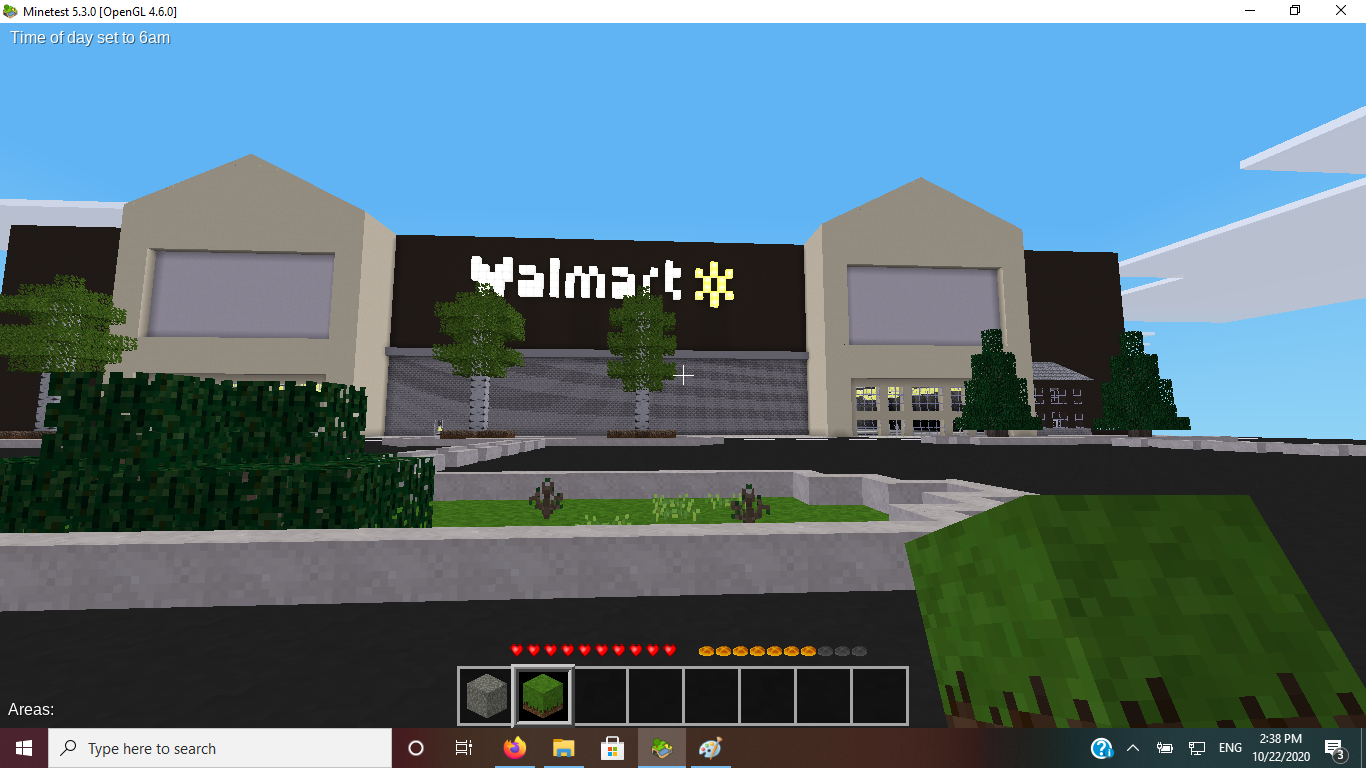 Minetest 5.3.0 [OpenGL 4.6.0]
Time of day set to 6am
Walmart
Areas:
Type here to search
ENG
2:38 PM
10/22/2020
3